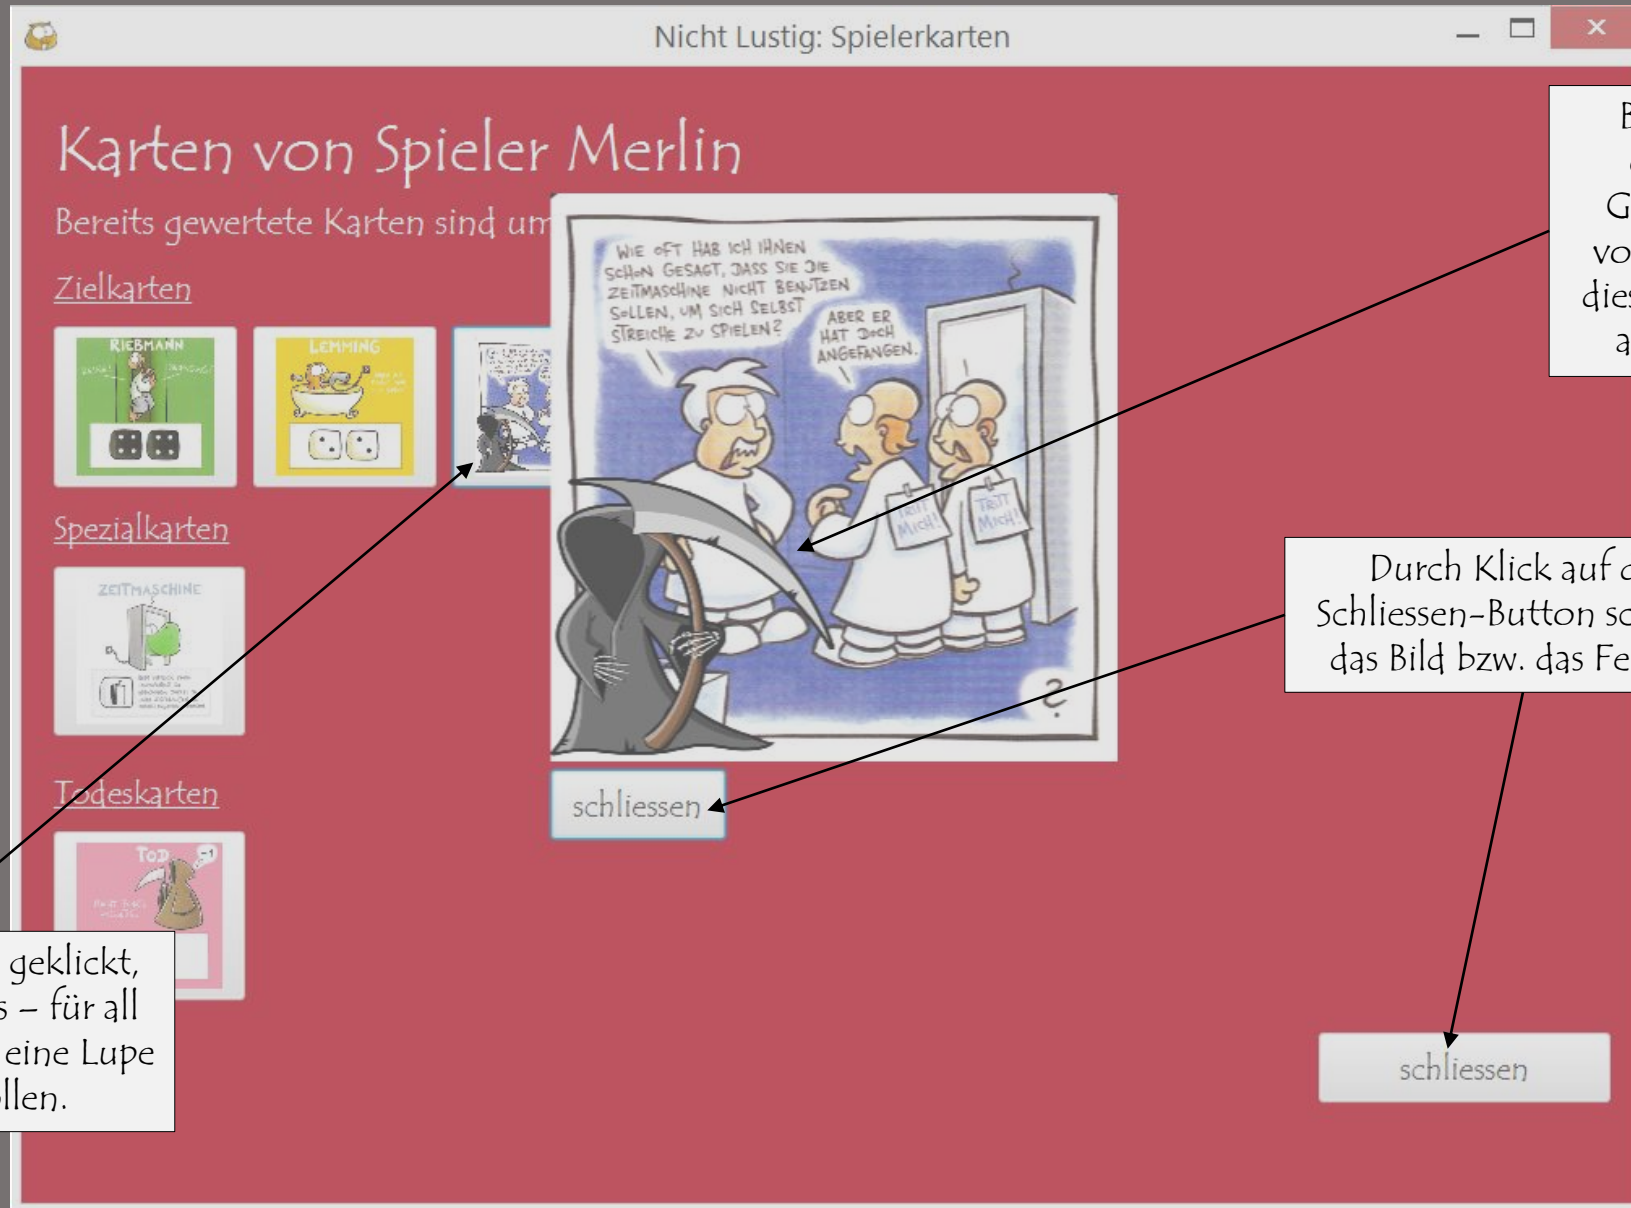 Nicht Lustig: Spielerkarten
Karten von Spieler Merlin
Bereits gewertete Karten sind um
Zielkarten
RIEBMANN
LEMMING
WIE OFT HAB ICH IHNEN
SCHON GESAGT, DASS SIE DIE
ZEITMASCHINE NICHT BENUTZEN
SOLLEN, UM SICH SELBST
STREICHE ZU SPIELEN?
ABER ER
HAT DOCH
ANGEFANGEN.
TRITT
MICH!
TRITT
MICH!
?
Spezialkarten
ZEITMASCHINE
Todeskarten
TOD
-1
schliessen
geklickt,
s – für all
eine Lupe
llen.
B
G
vo
dies
a
Durch Klick auf d
Schliessen-Button sc
das Bild bzw. das Fe
schliessen